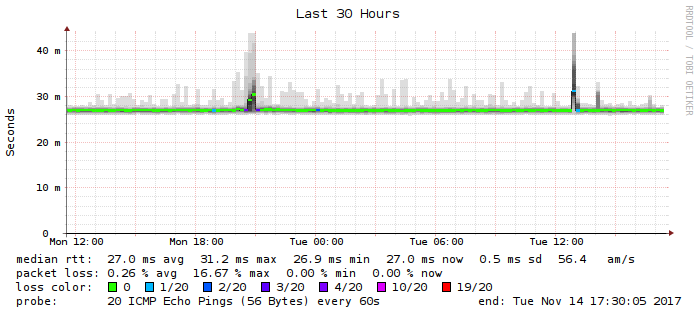 Last 30 Hours
RRDTOOL / TOBI OETIKER
Seconds
40 m
30 m
20 m
10 m
0
Mon 12:00 Mon 18:00 Tue 00:00 Tue 06:00 Tue 12:00
median rtt: 27.0 ms avg 31.2 ms max 26.9 ms min 27.0 ms now 0.5 ms sd 56.4 am/s
packet loss: 0.26 % avg 16.67 % max 0.00 % min 0.00 % now
loss color: 0 1/20 2/20 3/20 4/20 10/20 19/20
probe: 20 ICMP Echo Pings (56 Bytes) every 60s end: Tue Nov 14 17:30:05 2017